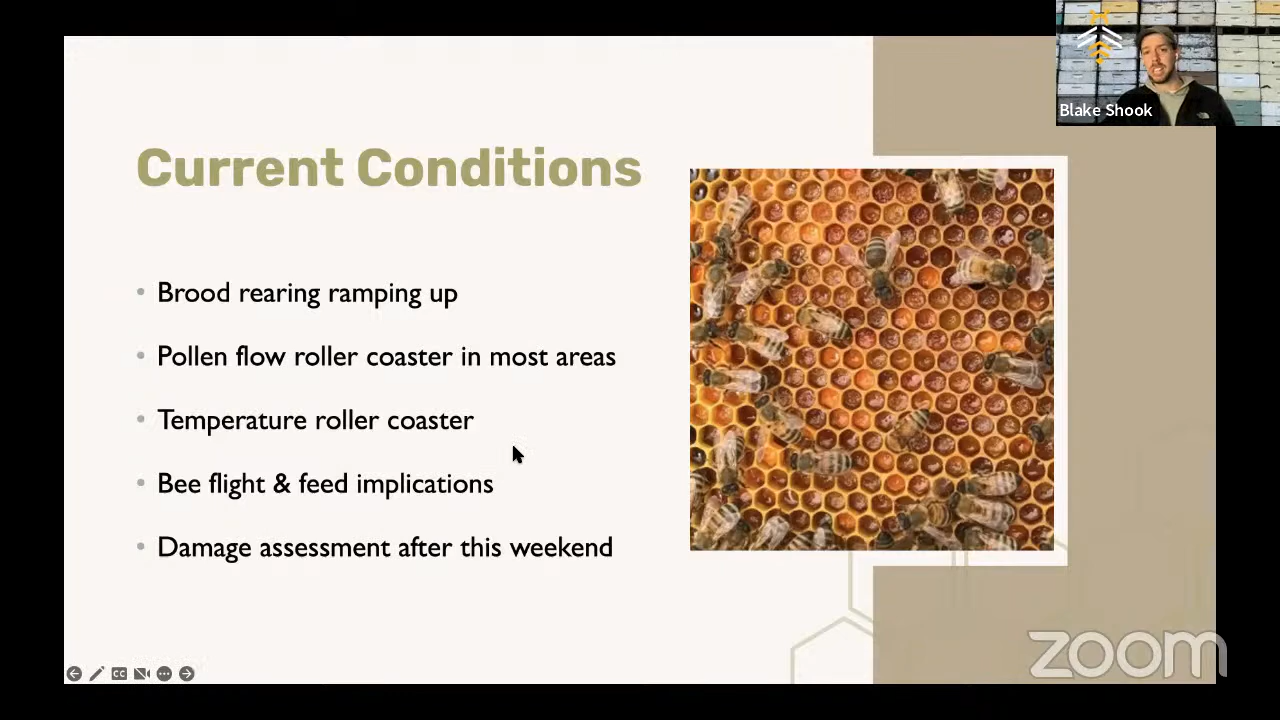 Blake Shook
Current Conditions
Brood rearing ramping up
Pollen flow roller coaster in most areas
Temperature roller coaster
Bee flight & feed implications
Damage assessment after this weekend
CC
zoom